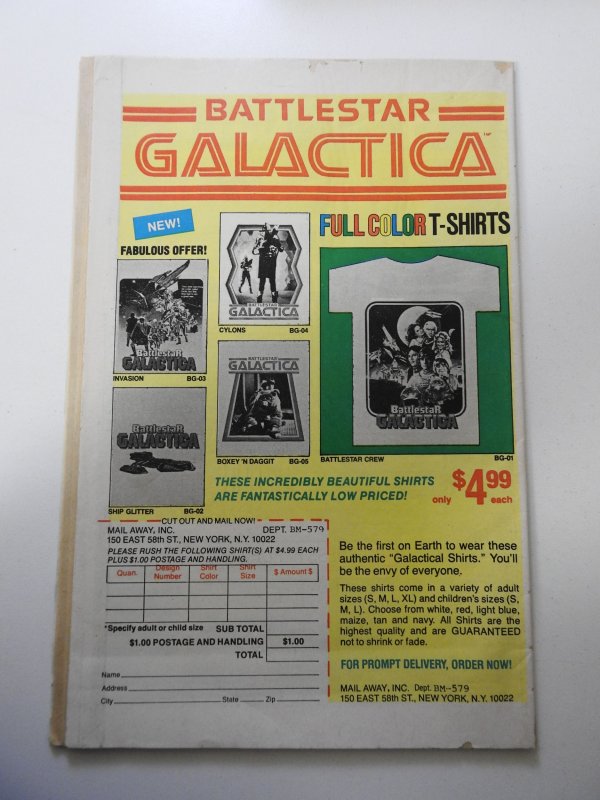 BATTLESTAR
GALACTICA™
NEW!
FABULOUS OFFER!
FULL COLOR T-SHIRTS
BattlestaR
GALACTICA
INVASION BG-03
BATTLESTAR
GALACTICA
CYLONS BG-04
BattlestaR
GALACTICA
SHIP GLITTER BG-02
BATTLESTAR
GALACTICA
BOXEY 'N DAGGIT BG-05
BattlestaR
GALACTICA
BATTLESTAR CREW BG-01
THESE INCREDIBLY BEAUTIFUL SHIRTS
ARE FANTASTICALLY LOW PRICED!
only $4.99 each
CUT OUT AND MAIL NOW!
MAIL AWAY, INC. DEPT. BM-579
150 EAST 58th ST., NEW YORK, N.Y. 10022
PLEASE RUSH THE FOLLOWING SHIRT(S) AT $4.99 EACH
PLUS $1.00 POSTAGE AND HANDLING.
Quan. Design Number Shirt Color Shirt Size $ Amount $
*Specify adult or child size SUB TOTAL
$1.00 POSTAGE AND HANDLING $1.00
TOTAL
Name
Address
City State Zip
Be the first on Earth to wear these
authentic "Galactical Shirts." You'll
be the envy of everyone.
These shirts come in a variety of adult
sizes (S, M, L, XL) and children's sizes (S,
M, L). Choose from white, red, light blue,
maize, tan and navy. All Shirts are the
highest quality and are GUARANTEED
not to shrink or fade.
FOR PROMPT DELIVERY, ORDER NOW!
MAIL AWAY, INC. Dept. BM-579
150 EAST 58th ST., NEW YORK, N.Y. 10022